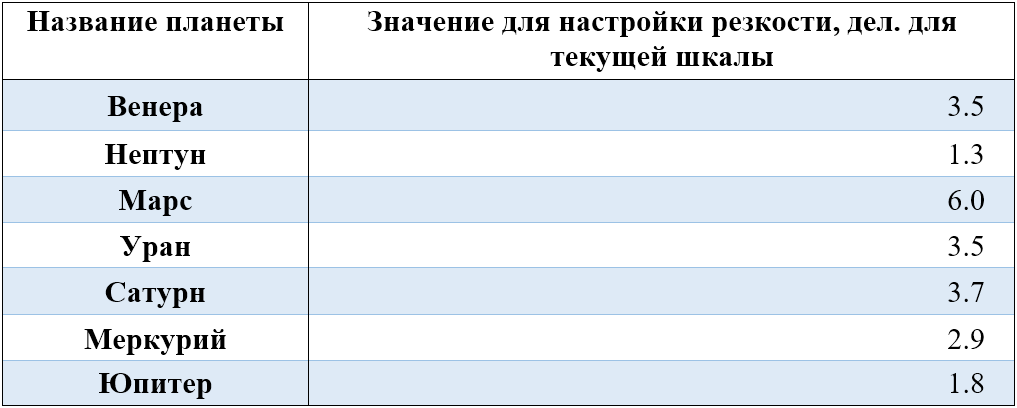 Название планеты
Значение для настройки резкости, дел. для
текущей шкалы
Венера 3.5
Нептун 1.3
Марс 6.0
Уран 3.5
Сатурн 3.7
Меркурий 2.9
Юпитер 1.8